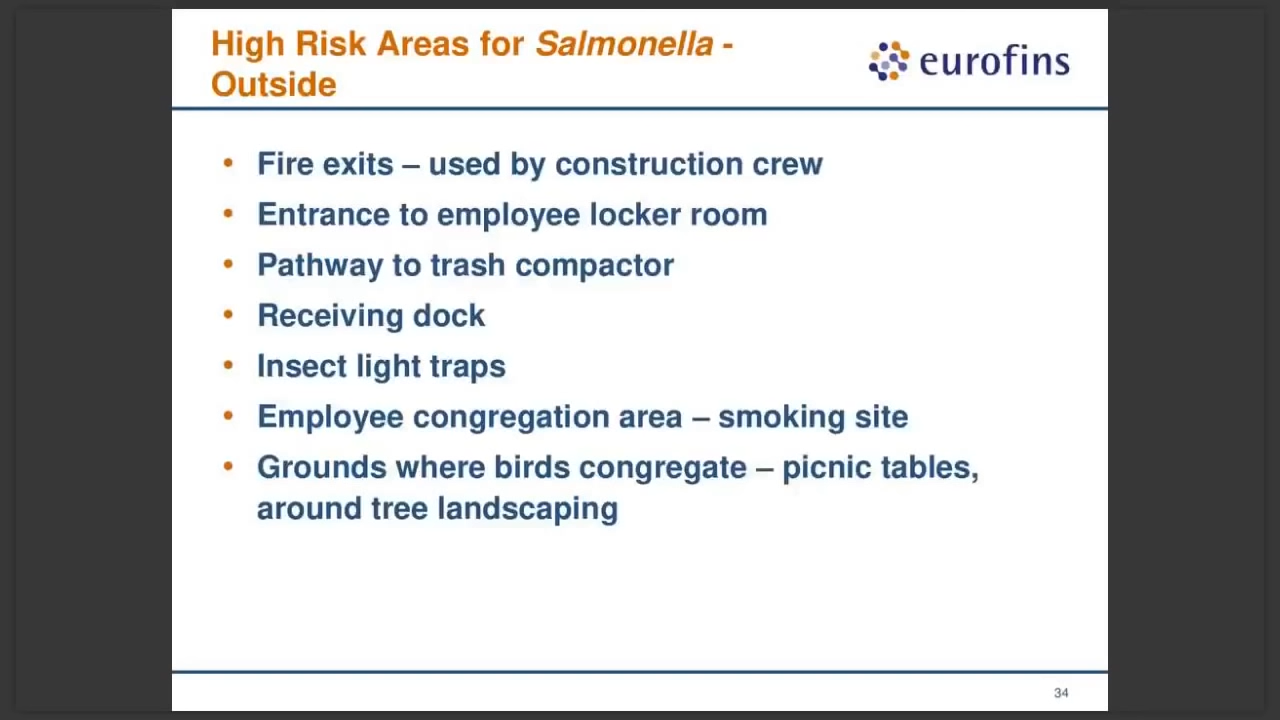 High Risk Areas for Salmonella -
Outside
eurofins
• Fire exits – used by construction crew
• Entrance to employee locker room
• Pathway to trash compactor
• Receiving dock
• Insect light traps
• Employee congregation area – smoking site
• Grounds where birds congregate – picnic tables,
around tree landscaping
34